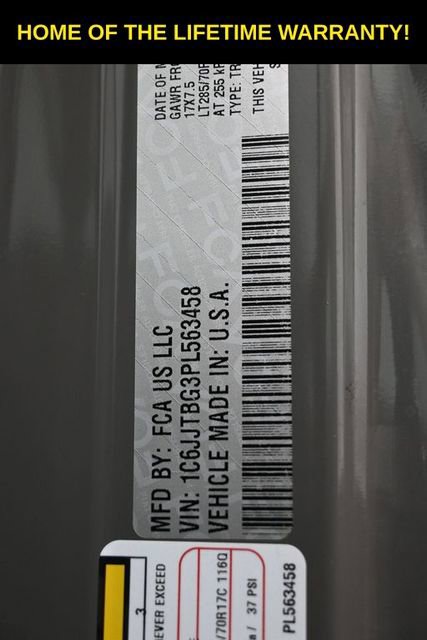 HOME OF THE LIFETIME WARRANTY!
MFD BY: FCA US LLC
VIN: 1C6JJTBG3PL563458
VEHICLE MADE IN: U.S.A.
DATE OF M
GAWR FR
17X7.5
LT285/70R
AT 255 kP
TYPE: TR
THIS VEH
S
3
EVER EXCEED
/70R17C 116Q
/ 37 PSI
PL563458